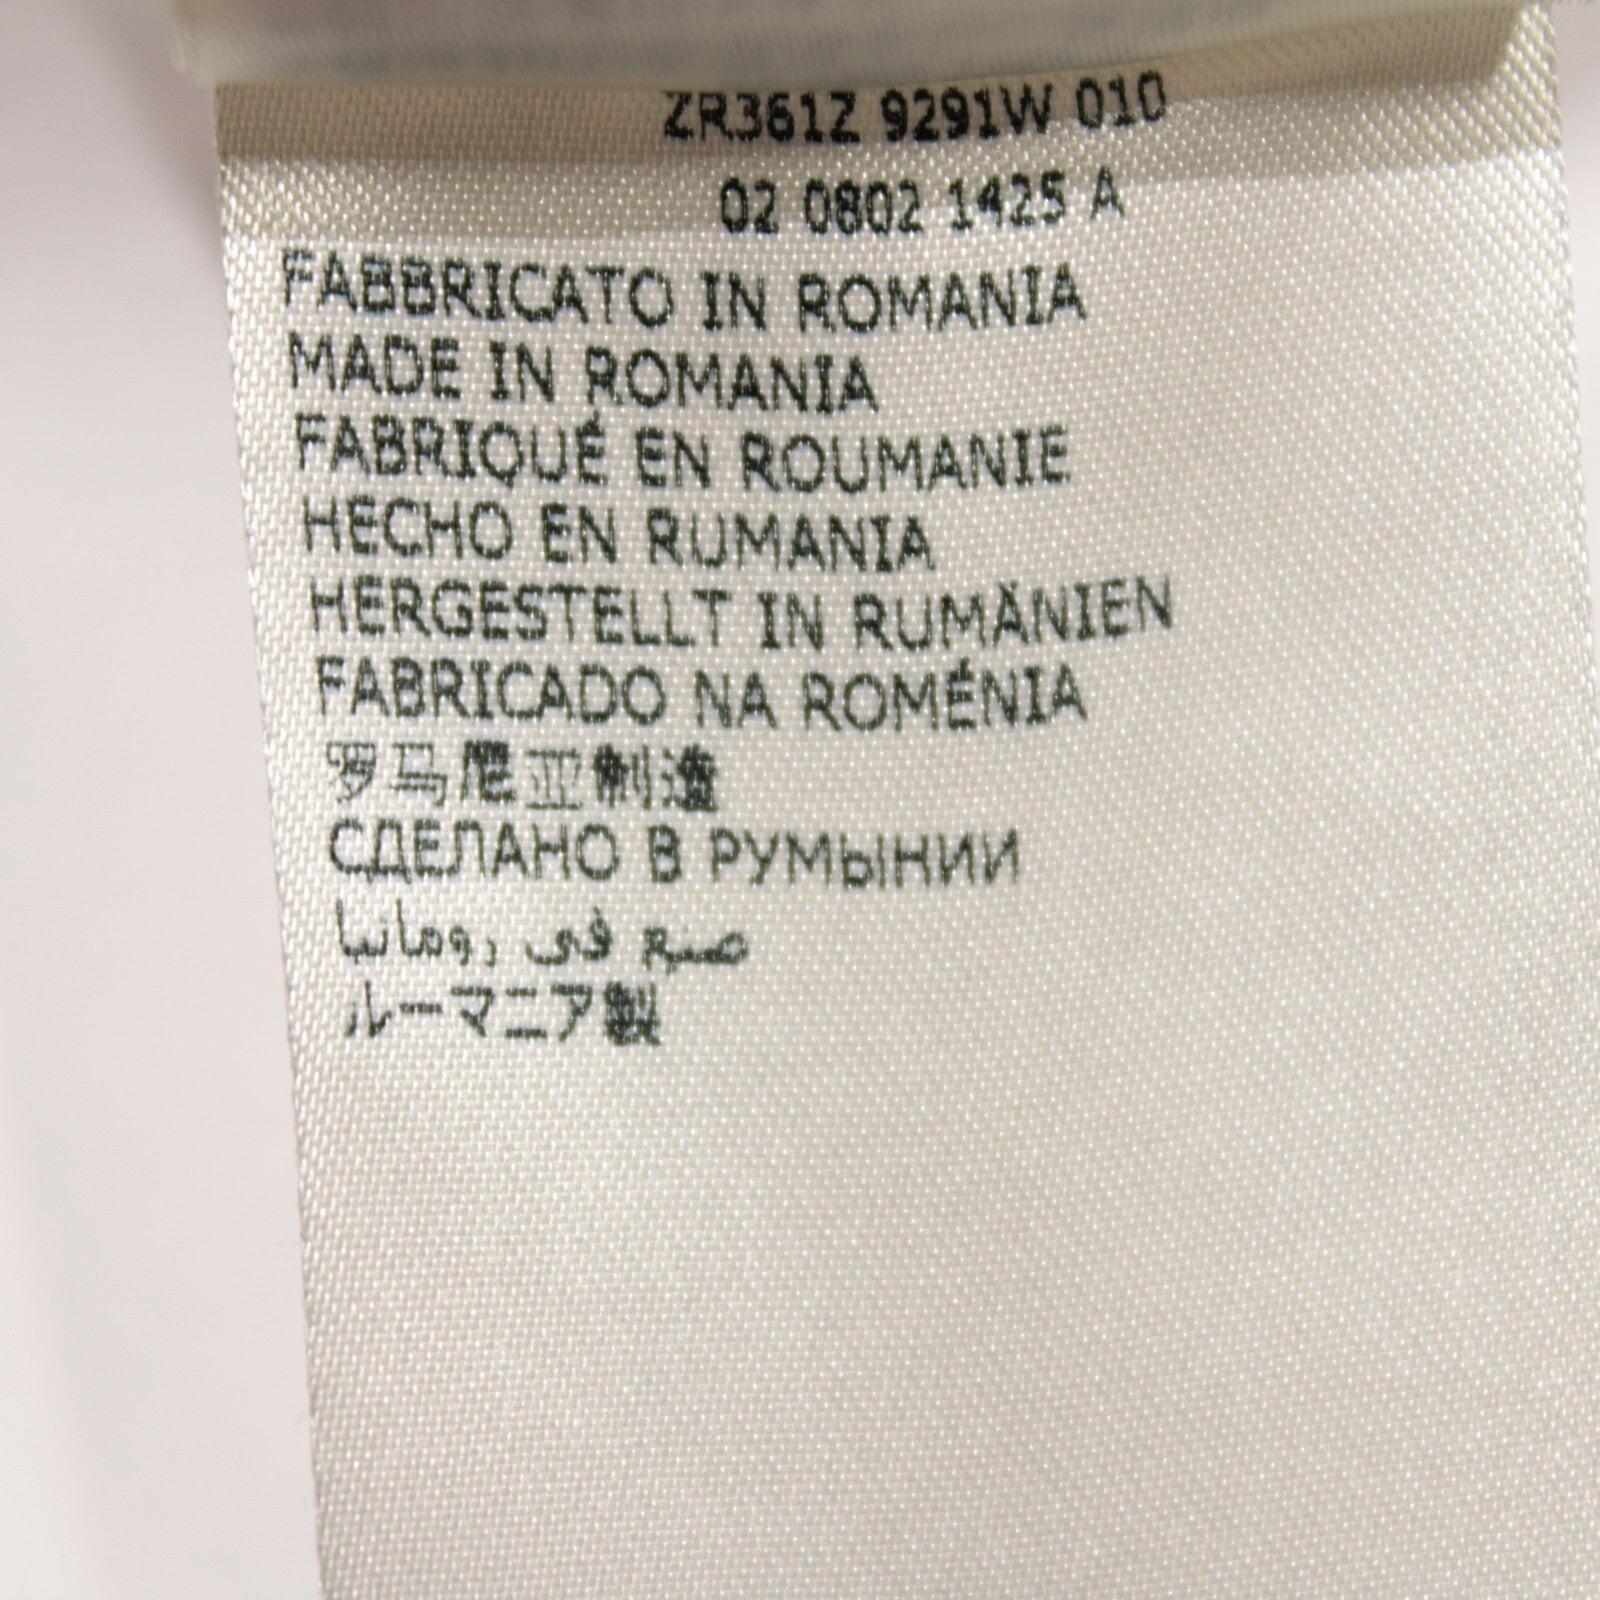 ZR361Z 9291W 010
02 0802 1425 A
FABBRICATO IN ROMANIA
MADE IN ROMANIA
FABRIQUÉ EN ROUMANIE
HECHO EN RUMANIA
HERGESTELLT IN RUMÄNIEN
FABRICADO NA ROMÉNIA
罗马尼亚制造
СДЕЛАНО В РУМЫНИИ
صنع في رومانيا
ルーマニア製